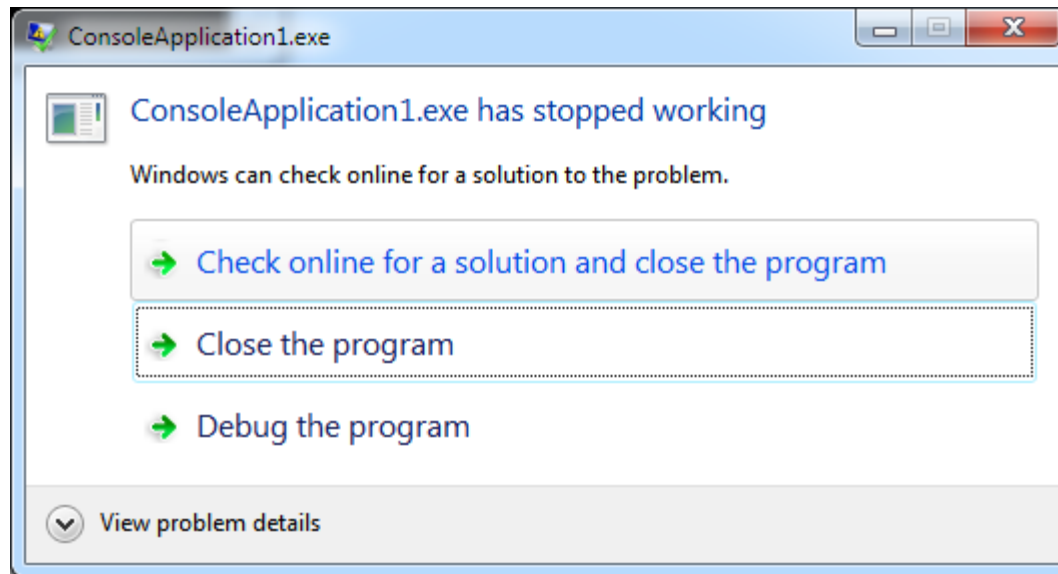 ConsoleApplication1.exe
ConsoleApplication1.exe has stopped working
Windows can check online for a solution to the problem.
Check online for a solution and close the program
Close the program
Debug the program
View problem details